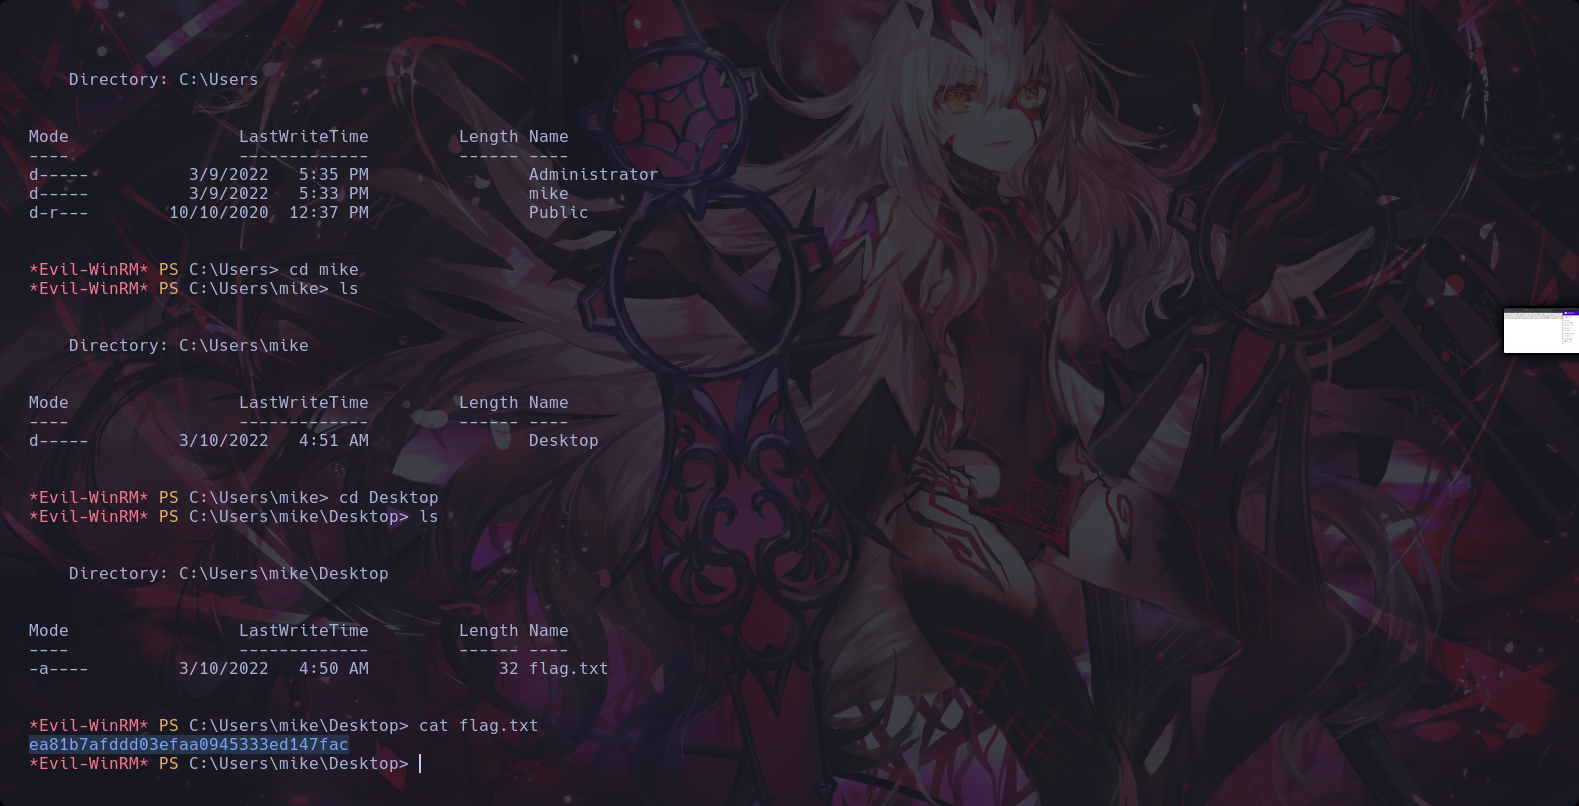 Directory: C:\Users
Mode LastWriteTime Length Name
---- ------------- ------ ----
d----- 3/9/2022 5:35 PM Administrator
d----- 3/9/2022 5:33 PM mike
d-r--- 10/10/2020 12:37 PM Public
*Evil-WinRM* PS C:\Users> cd mike
*Evil-WinRM* PS C:\Users\mike> ls
Directory: C:\Users\mike
Mode LastWriteTime Length Name
---- ------------- ------ ----
d----- 3/10/2022 4:51 AM Desktop
*Evil-WinRM* PS C:\Users\mike> cd Desktop
*Evil-WinRM* PS C:\Users\mike\Desktop> ls
Directory: C:\Users\mike\Desktop
Mode LastWriteTime Length Name
---- ------------- ------ ----
-a---- 3/10/2022 4:50 AM 32 flag.txt
*Evil-WinRM* PS C:\Users\mike\Desktop> cat flag.txt
ea81b7afddd03efaa0945333ed147fac
*Evil-WinRM* PS C:\Users\mike\Desktop>